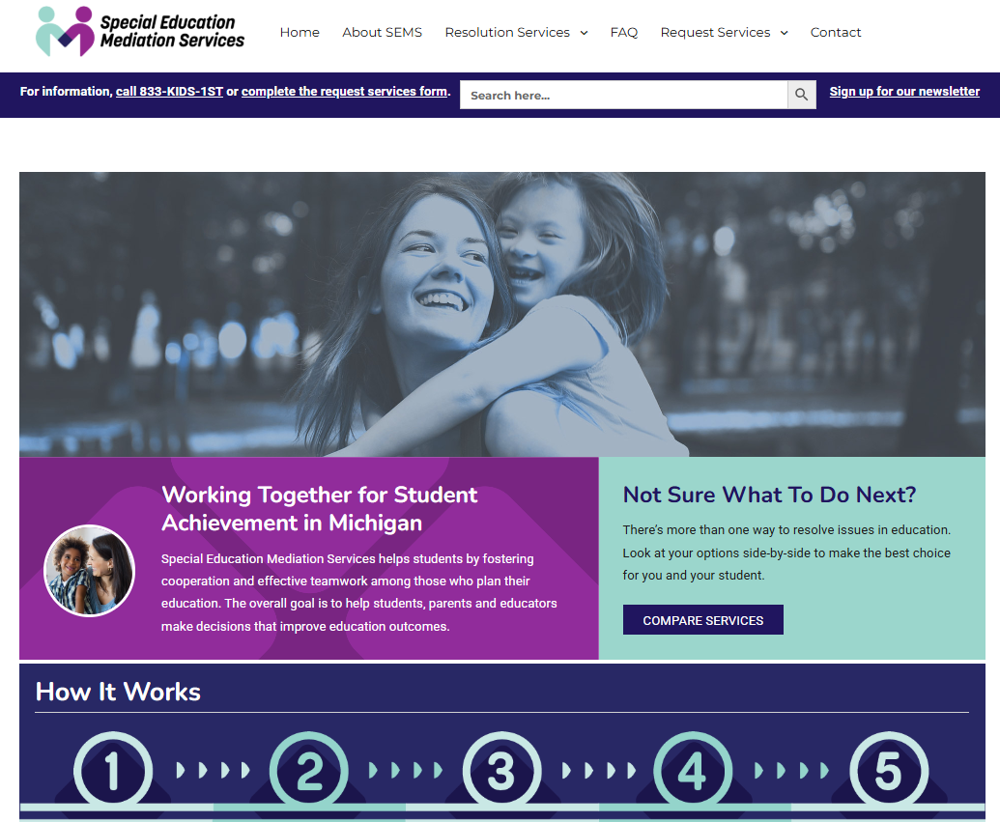 Special Education
Mediation Services
Home About SEMS Resolution Services FAQ Request Services Contact
For information, call 833-KIDS-1ST or complete the request services form.
Search here...
Sign up for our newsletter
Working Together for Student
Achievement in Michigan
Special Education Mediation Services helps students by fostering
cooperation and effective teamwork among those who plan their
education. The overall goal is to help students, parents and educators
make decisions that improve education outcomes.
Not Sure What To Do Next?
There's more than one way to resolve issues in education.
Look at your options side-by-side to make the best choice
for you and your student.
COMPARE SERVICES
How It Works
1 2 3 4 5